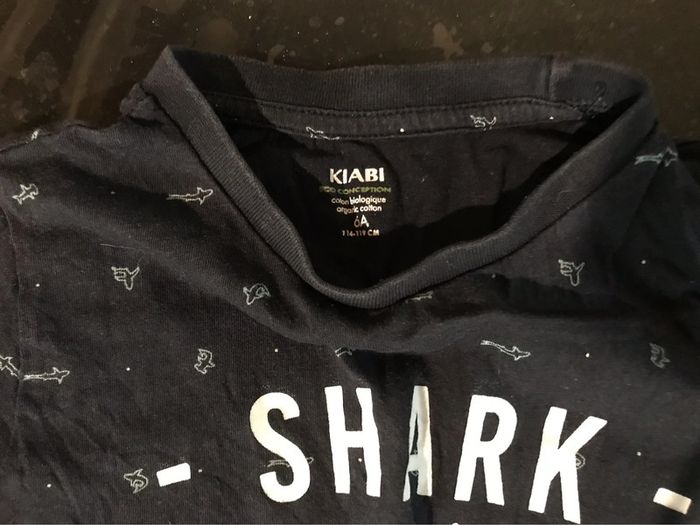 KIABI
ECO CONCEPTION
coton biologique
organic cotton
6A
114-119 CM
- SHARK -